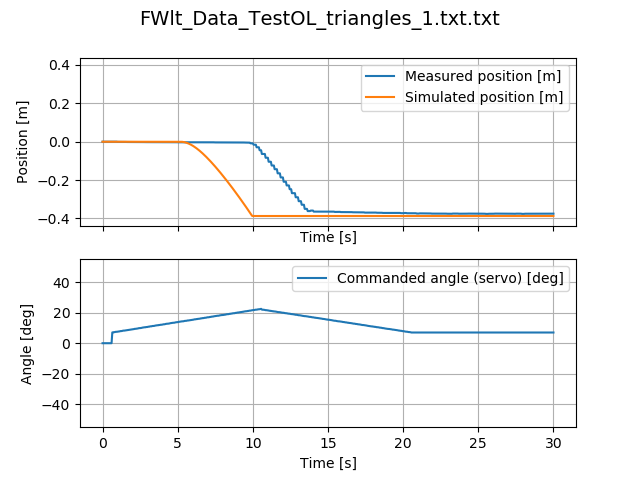 FWlt_Data_TestOL_triangles_1.txt.txt
Position [m]
0.4
0.2
0.0
−0.2
−0.4
Measured position [m]
Simulated position [m]
Time [s]
Angle [deg]
40
20
0
−20
−40
Commanded angle (servo) [deg]
0 5 10 15 20 25 30
Time [s]